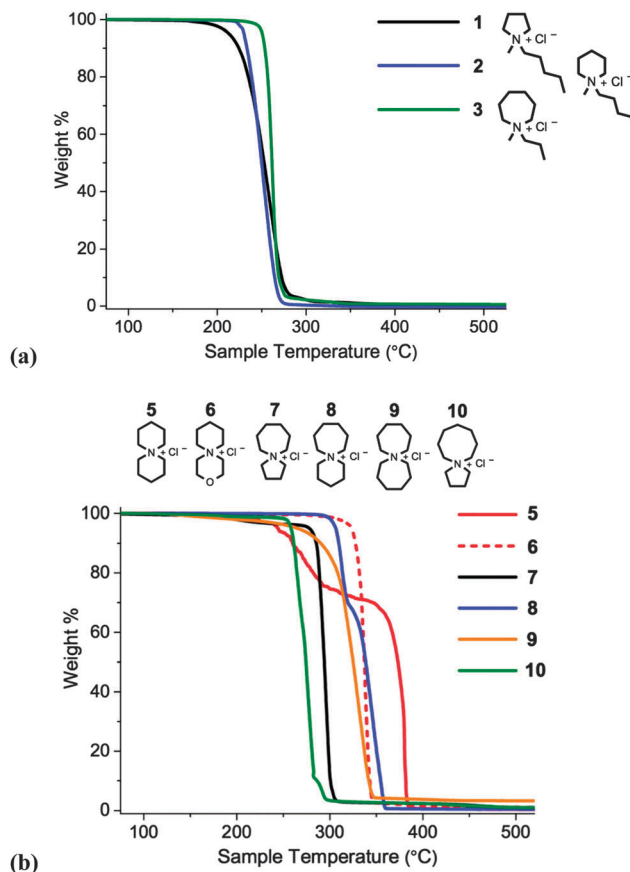 1
2
3
N + Cl −
N + Cl −
N + Cl −
100
80
60
40
20
0
Weight %
100
200
300
400
500
Sample Temperature (°C)
(a)
5
6
7
8
9
10
N + Cl −
N + Cl −
O
N + Cl −
N + Cl −
N + Cl −
N + Cl −
100
80
60
40
20
0
Weight %
5
6
7
8
9
10
100
200
300
400
500
Sample Temperature (°C)
(b)